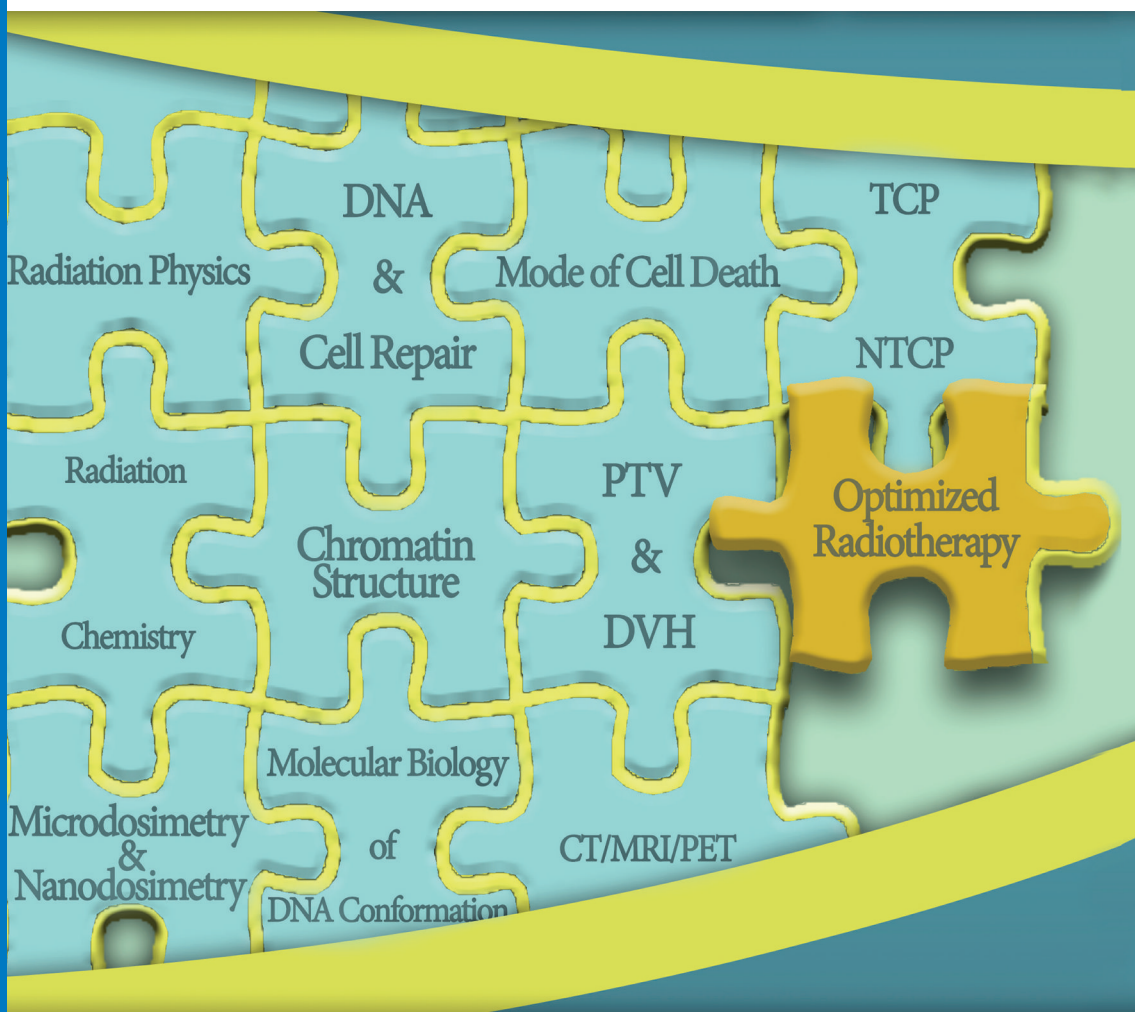 Radiation Physics
DNA
&
Cell Repair
Mode of Cell Death
TCP
NTCP
Radiation
Chemistry
Chromatin
Structure
PTV
&
DVH
Optimized
Radiotherapy
Microdosimetry
&
Nanodosimetry
Molecular Biology
of
DNA Conformation
CT/MRI/PET